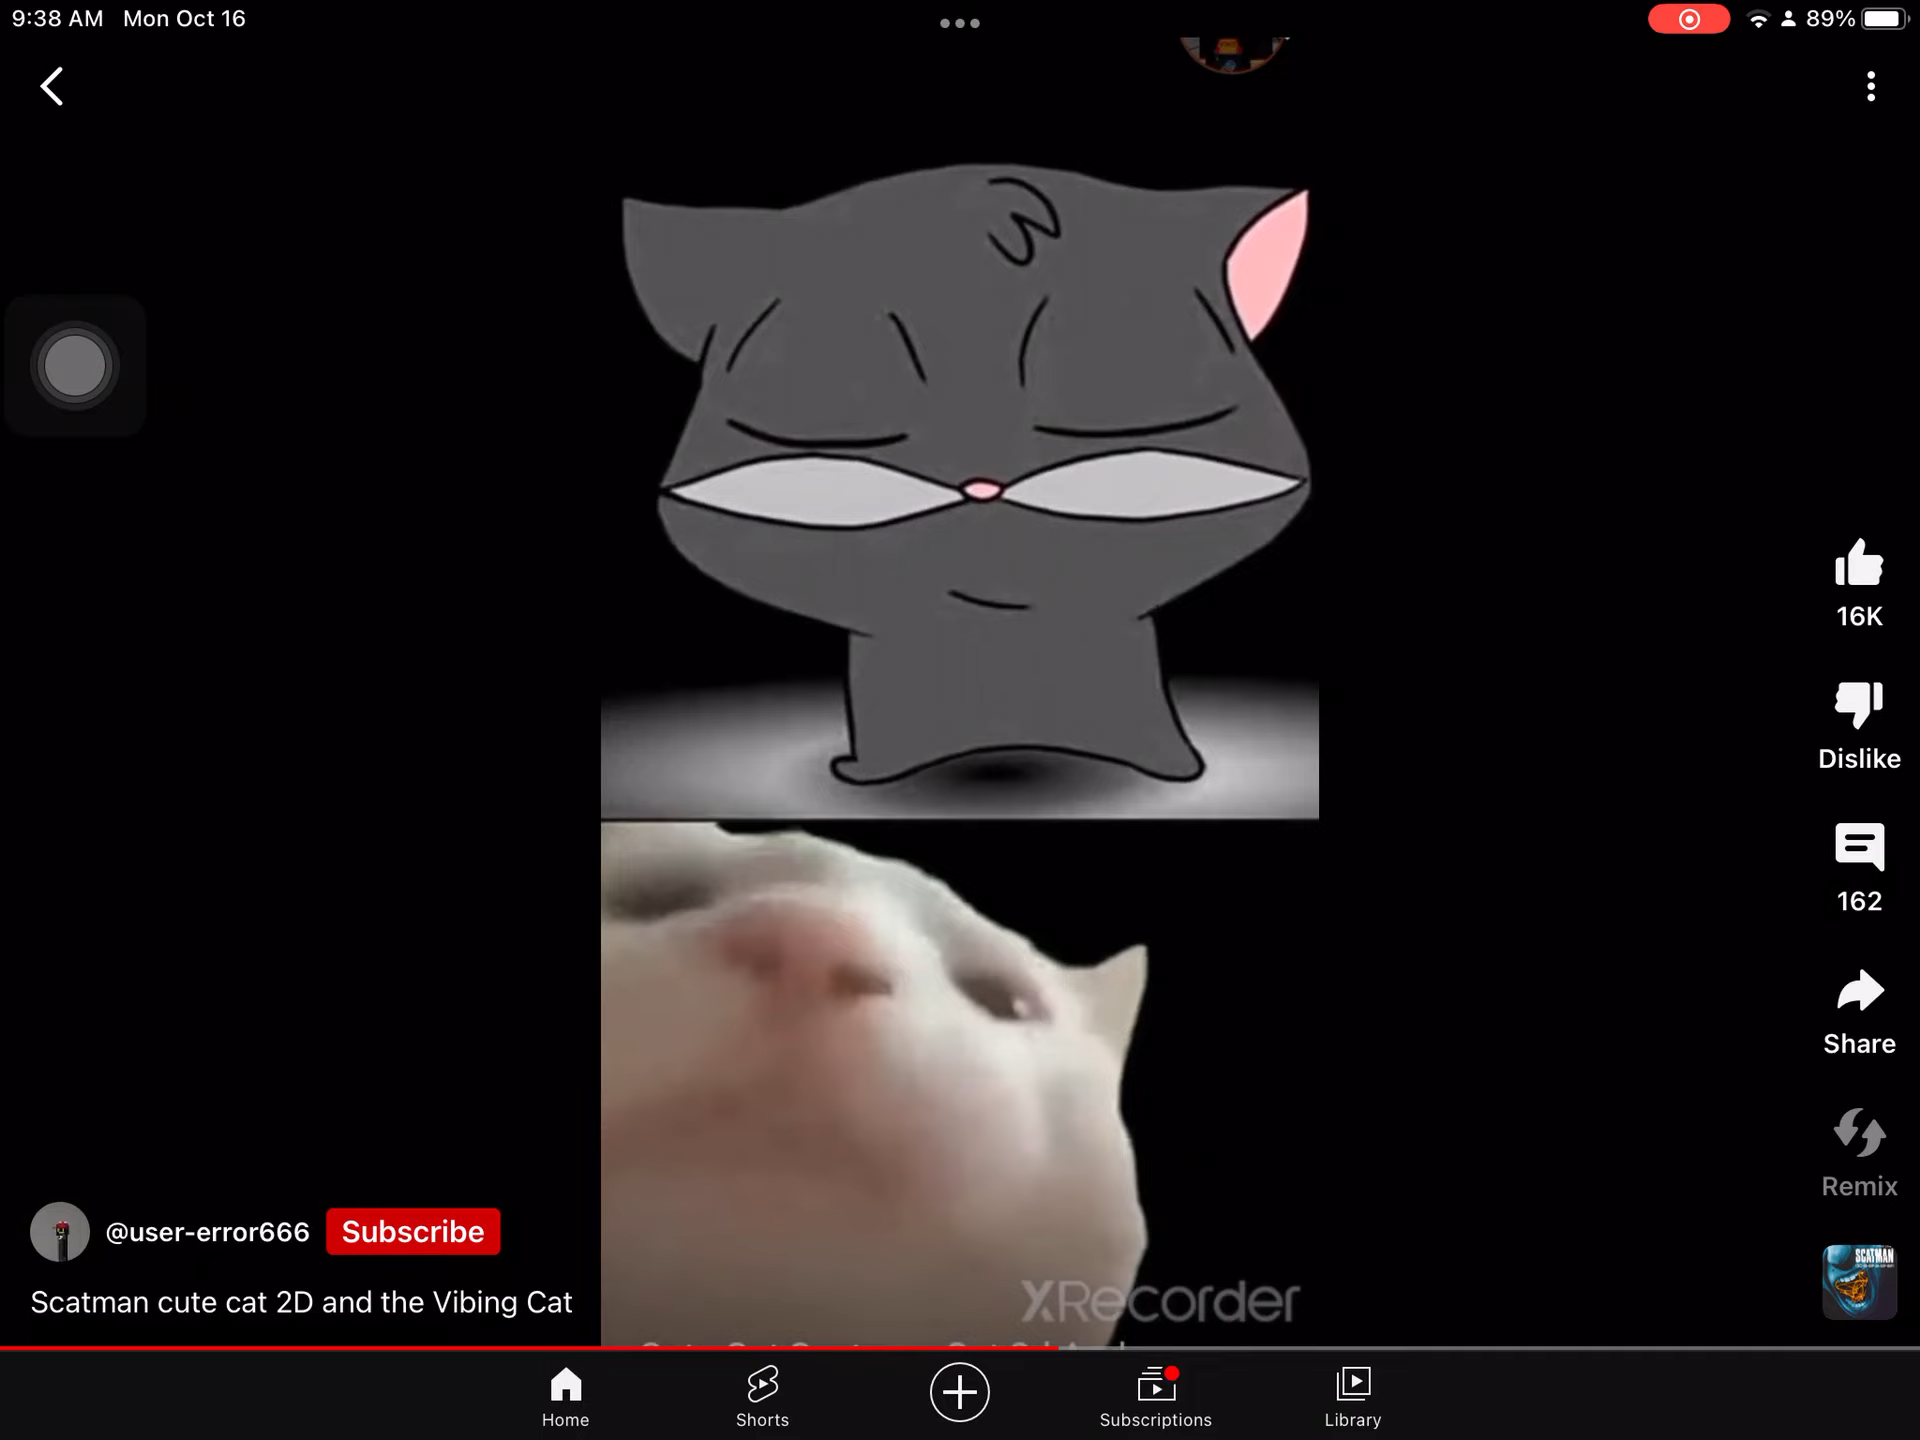 9:38 AM Mon Oct 16
89%
16K
Dislike
162
Share
Remix
SCATMAN
@user-error666 Subscribe
Scatman cute cat 2D and the Vibing Cat
XRecorder
Home Shorts Subscriptions Library